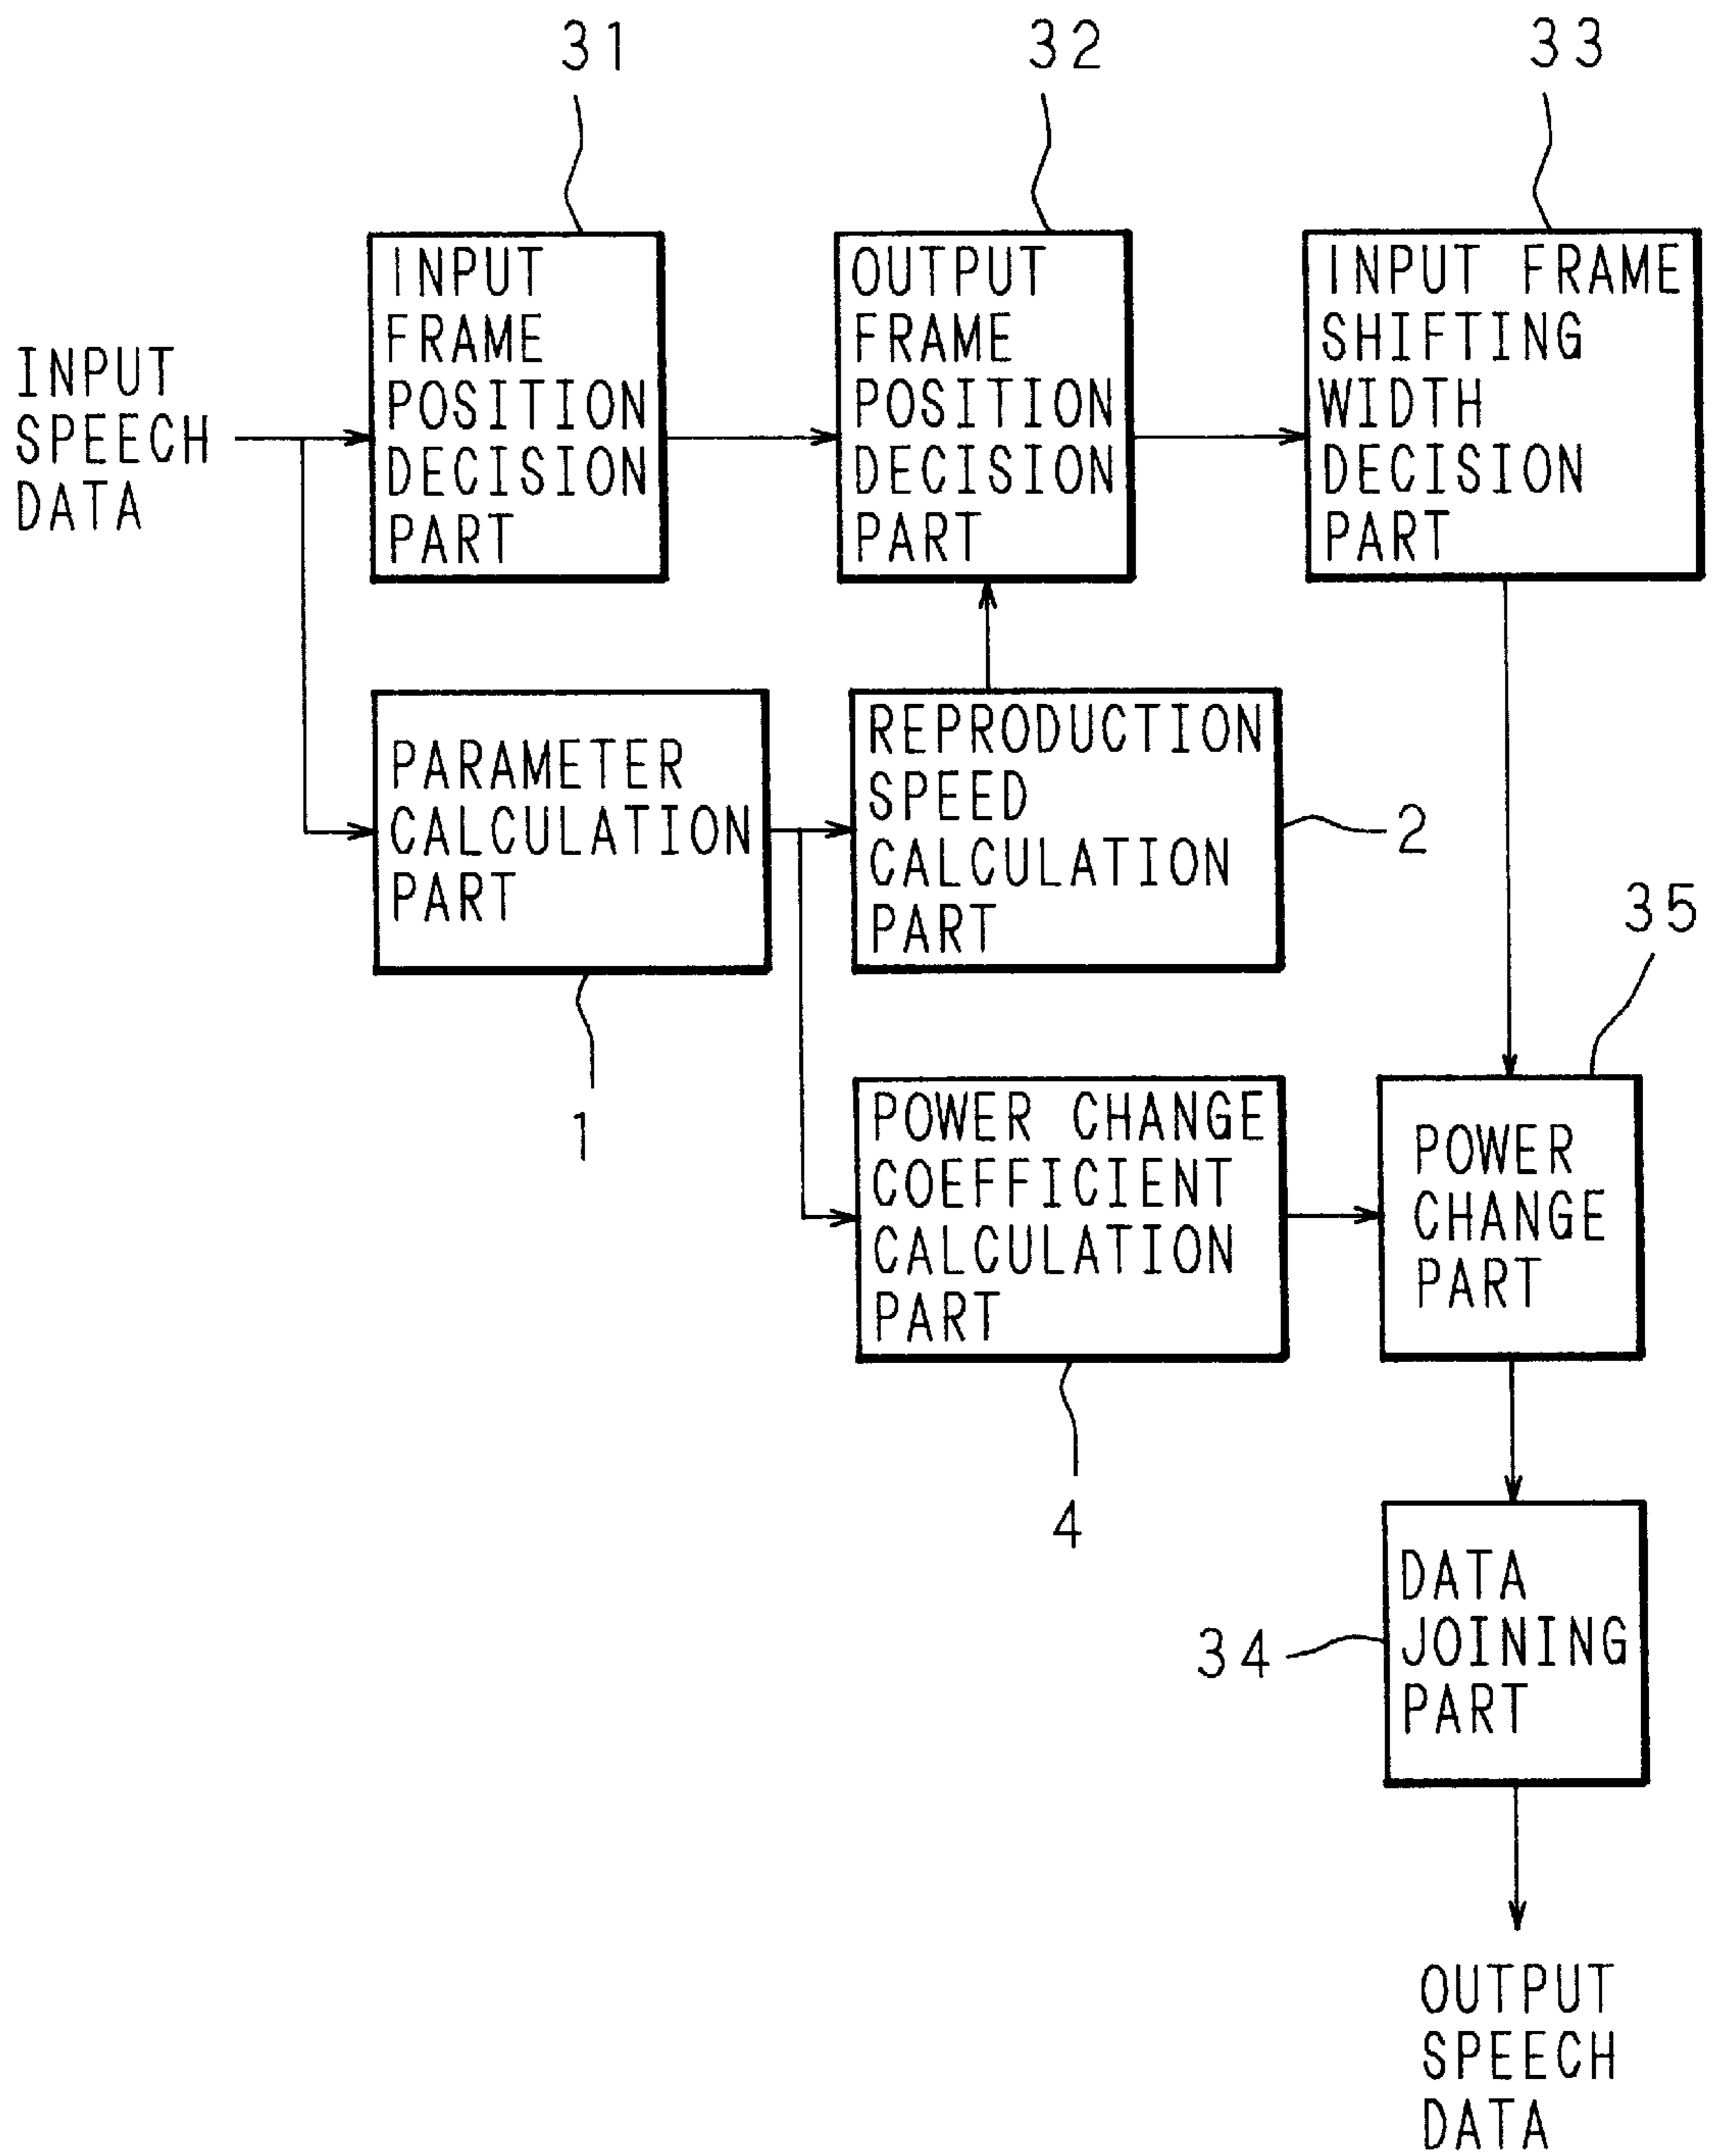 31
32
33
INPUT
SPEECH
DATA
INPUT
FRAME
POSITION
DECISION
PART
OUTPUT
FRAME
POSITION
DECISION
PART
INPUT FRAME
SHIFTING
WIDTH
DECISION
PART
PARAMETER
CALCULATION
PART
1
REPRODUCTION
SPEED
CALCULATION
PART
2
35
POWER CHANGE
COEFFICIENT
CALCULATION
PART
4
POWER
CHANGE
PART
34
DATA
JOINING
PART
OUTPUT
SPEECH
DATA